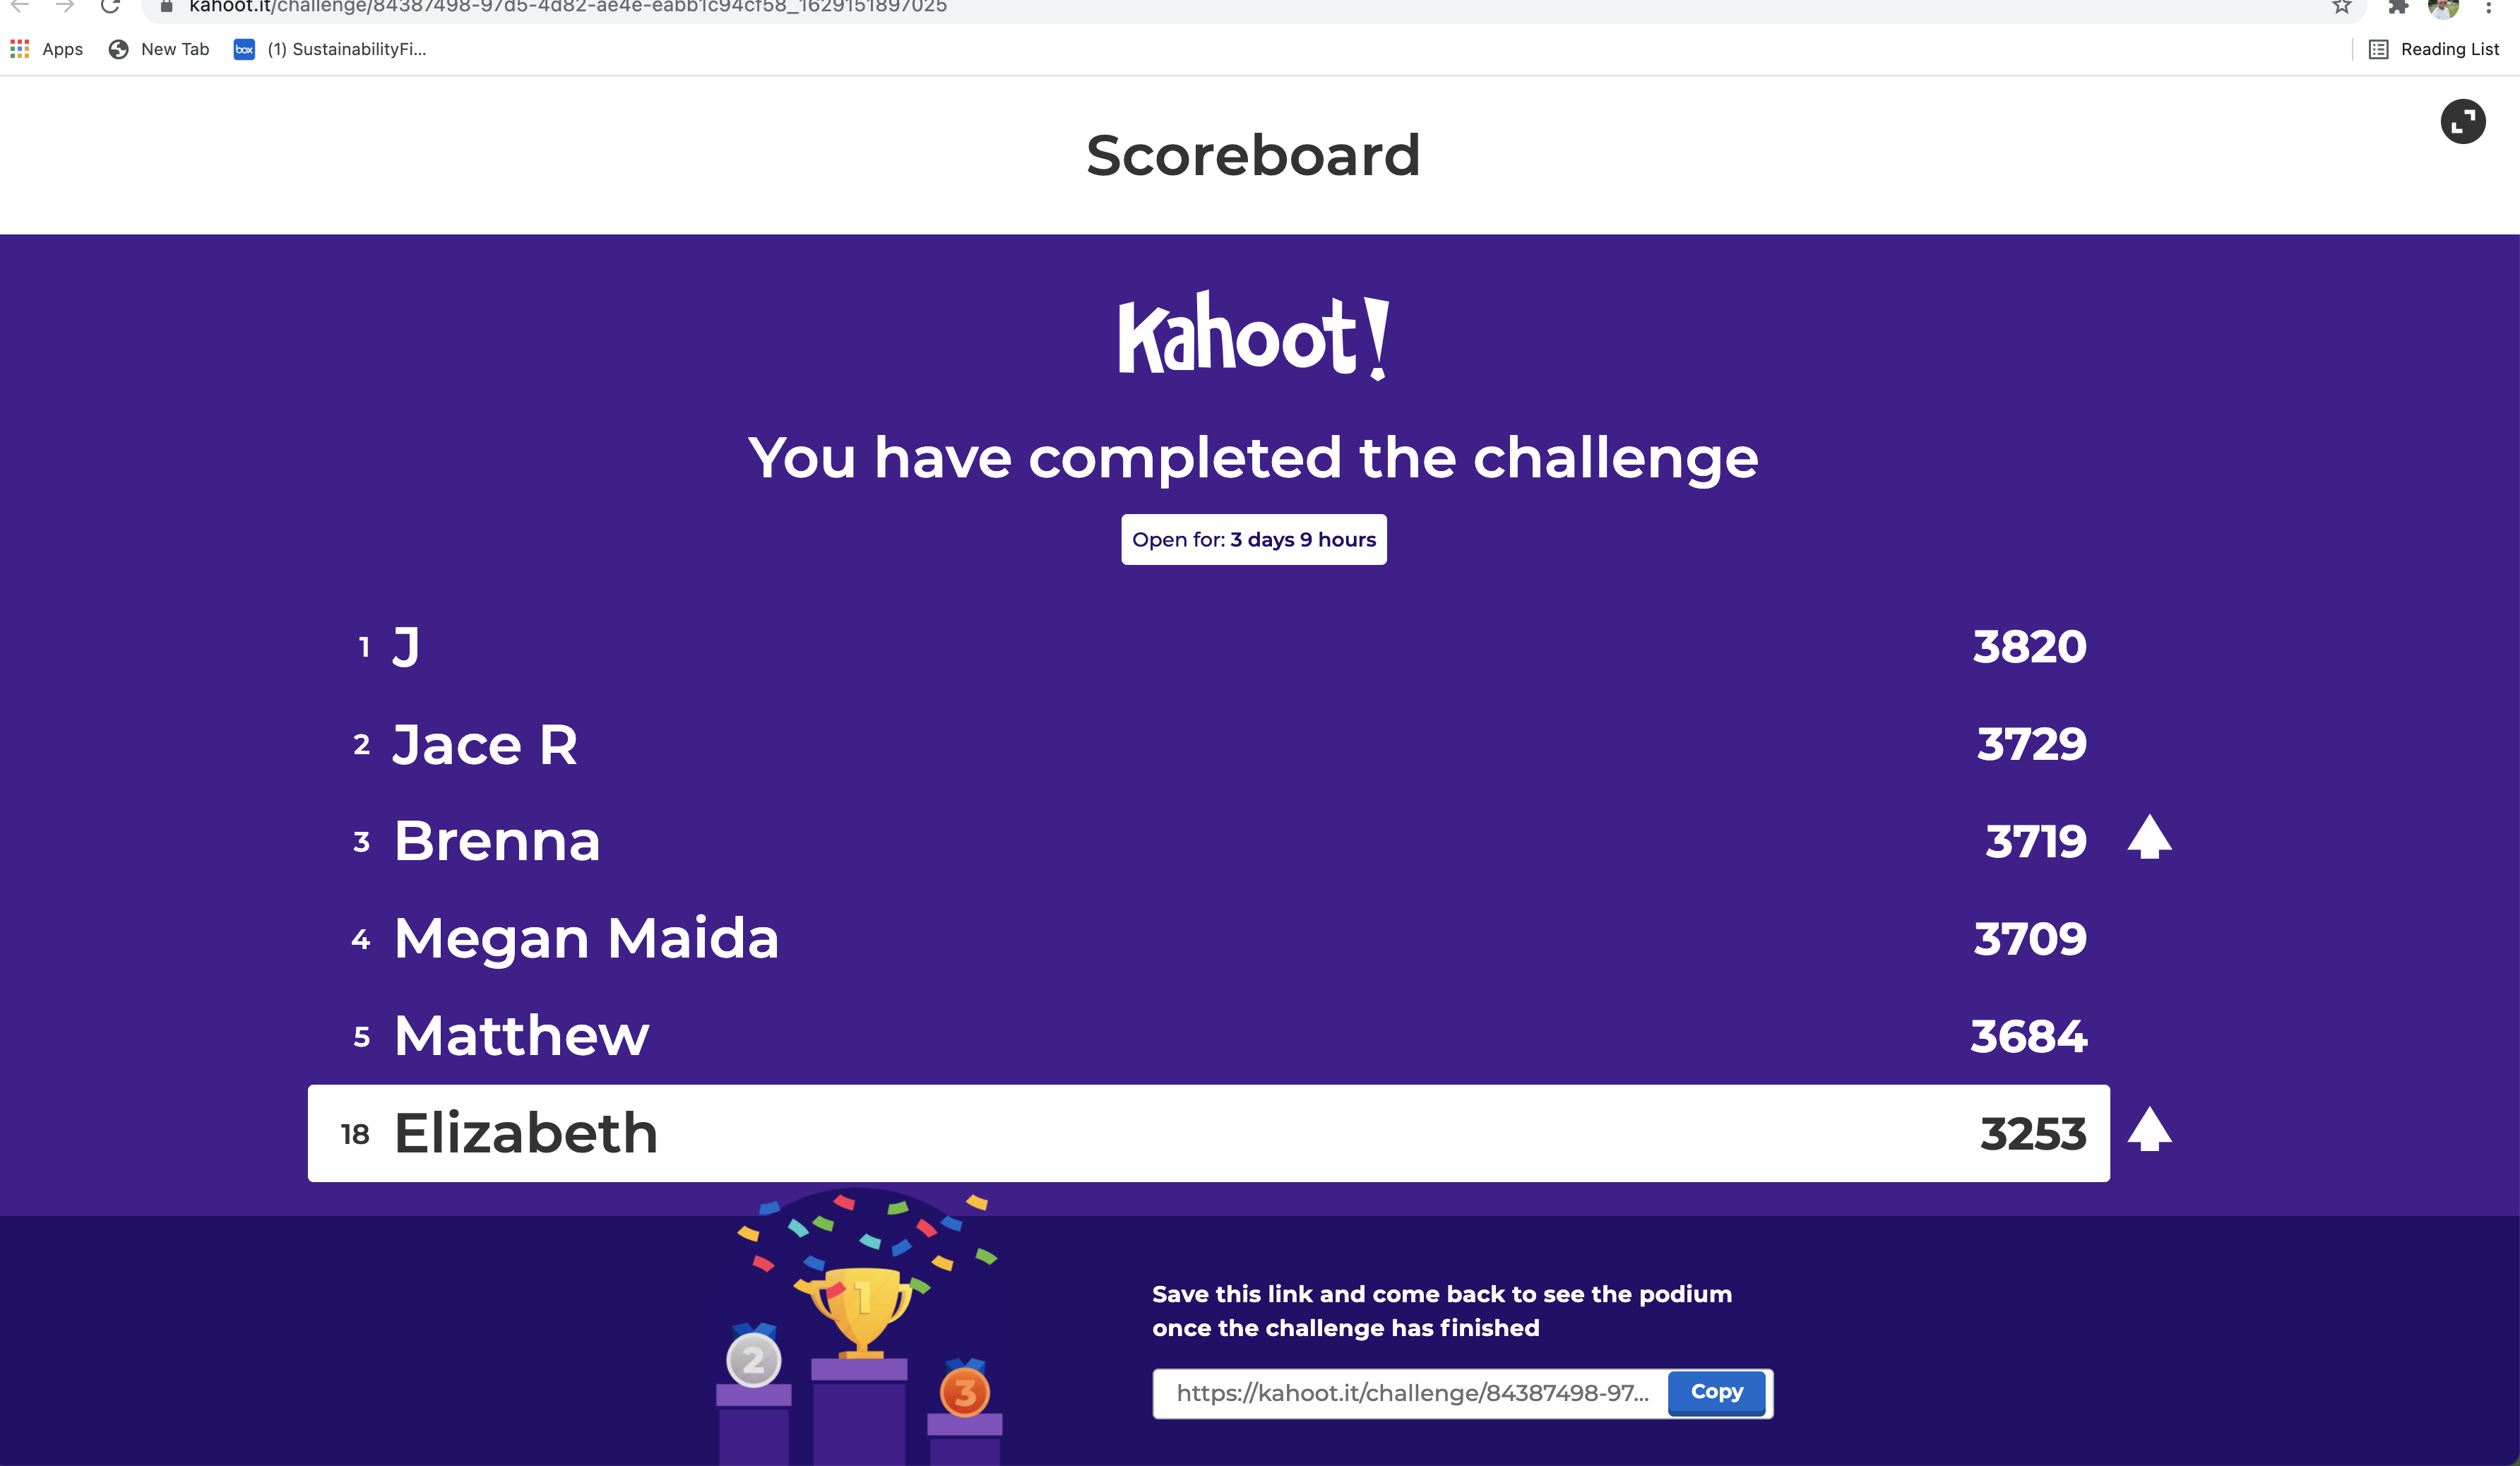 kahoot.it/challenge/84387498-97d5-4d82-ae4e-eabb1c94cf58_1629151897025
Apps New Tab box (1) SustainabilityFi... Reading List
Scoreboard
Kahoot!
You have completed the challenge
Open for: 3 days 9 hours
1 J 3820
2 Jace R 3729
3 Brenna 3719
4 Megan Maida 3709
5 Matthew 3684
18 Elizabeth 3253
1
2
3
Save this link and come back to see the podium
once the challenge has finished
https://kahoot.it/challenge/84387498-97... Copy